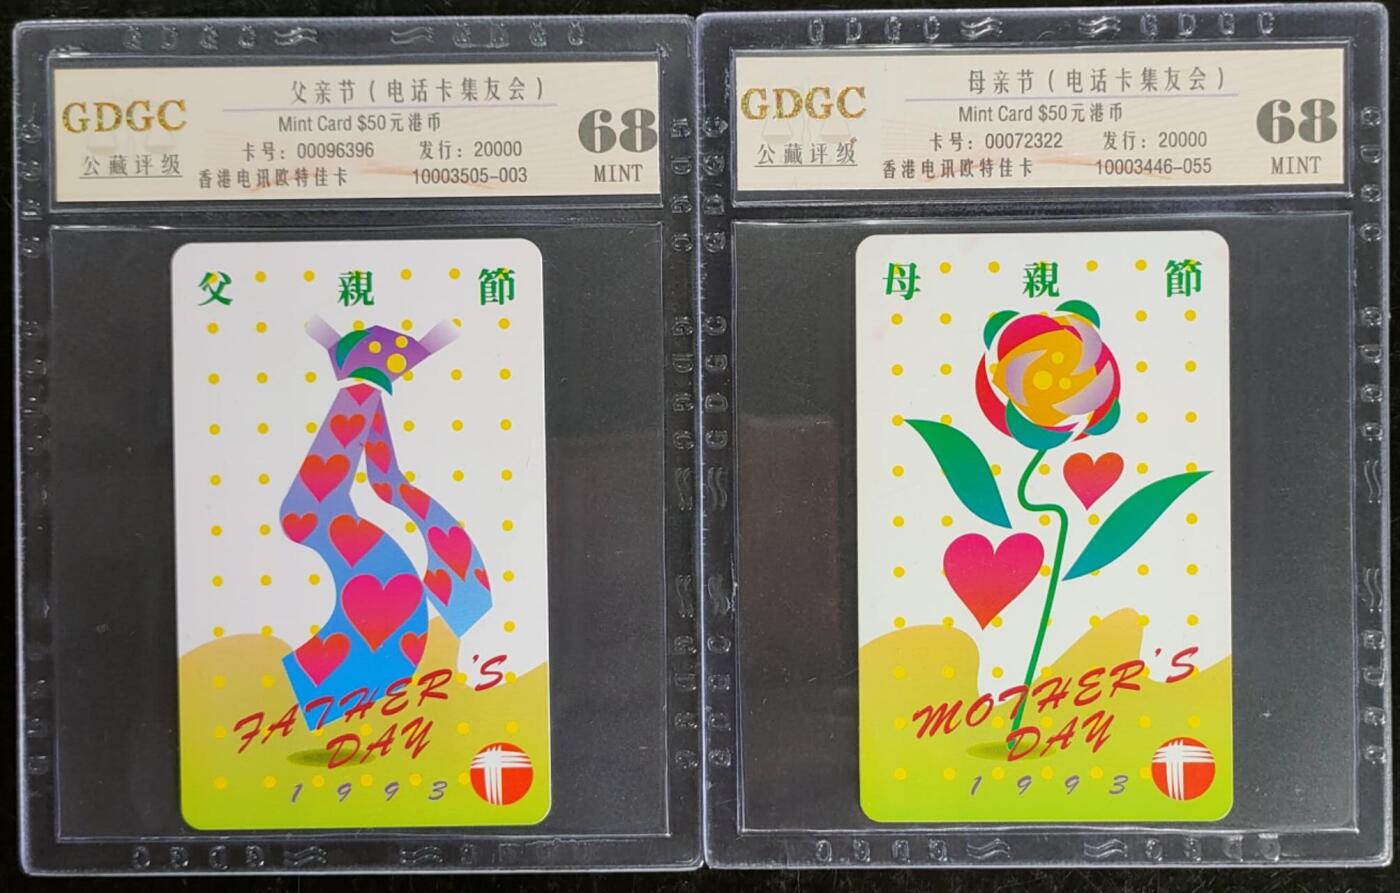 父亲节（电话卡集友会）
GDGC
Mint Card $50元港币
68
卡号：00096396 发行：20000
公藏评级
香港电讯欧特佳卡 10003505-003
MINT
父 親 節
FATHER'S
DAY
1993
母亲节（电话卡集友会）
GDGC
Mint Card $50元港币
68
卡号：00072322 发行：20000
公藏评级
香港电讯欧特佳卡 10003446-055
MINT
母 親 節
MOTHER'S
DAY
1993